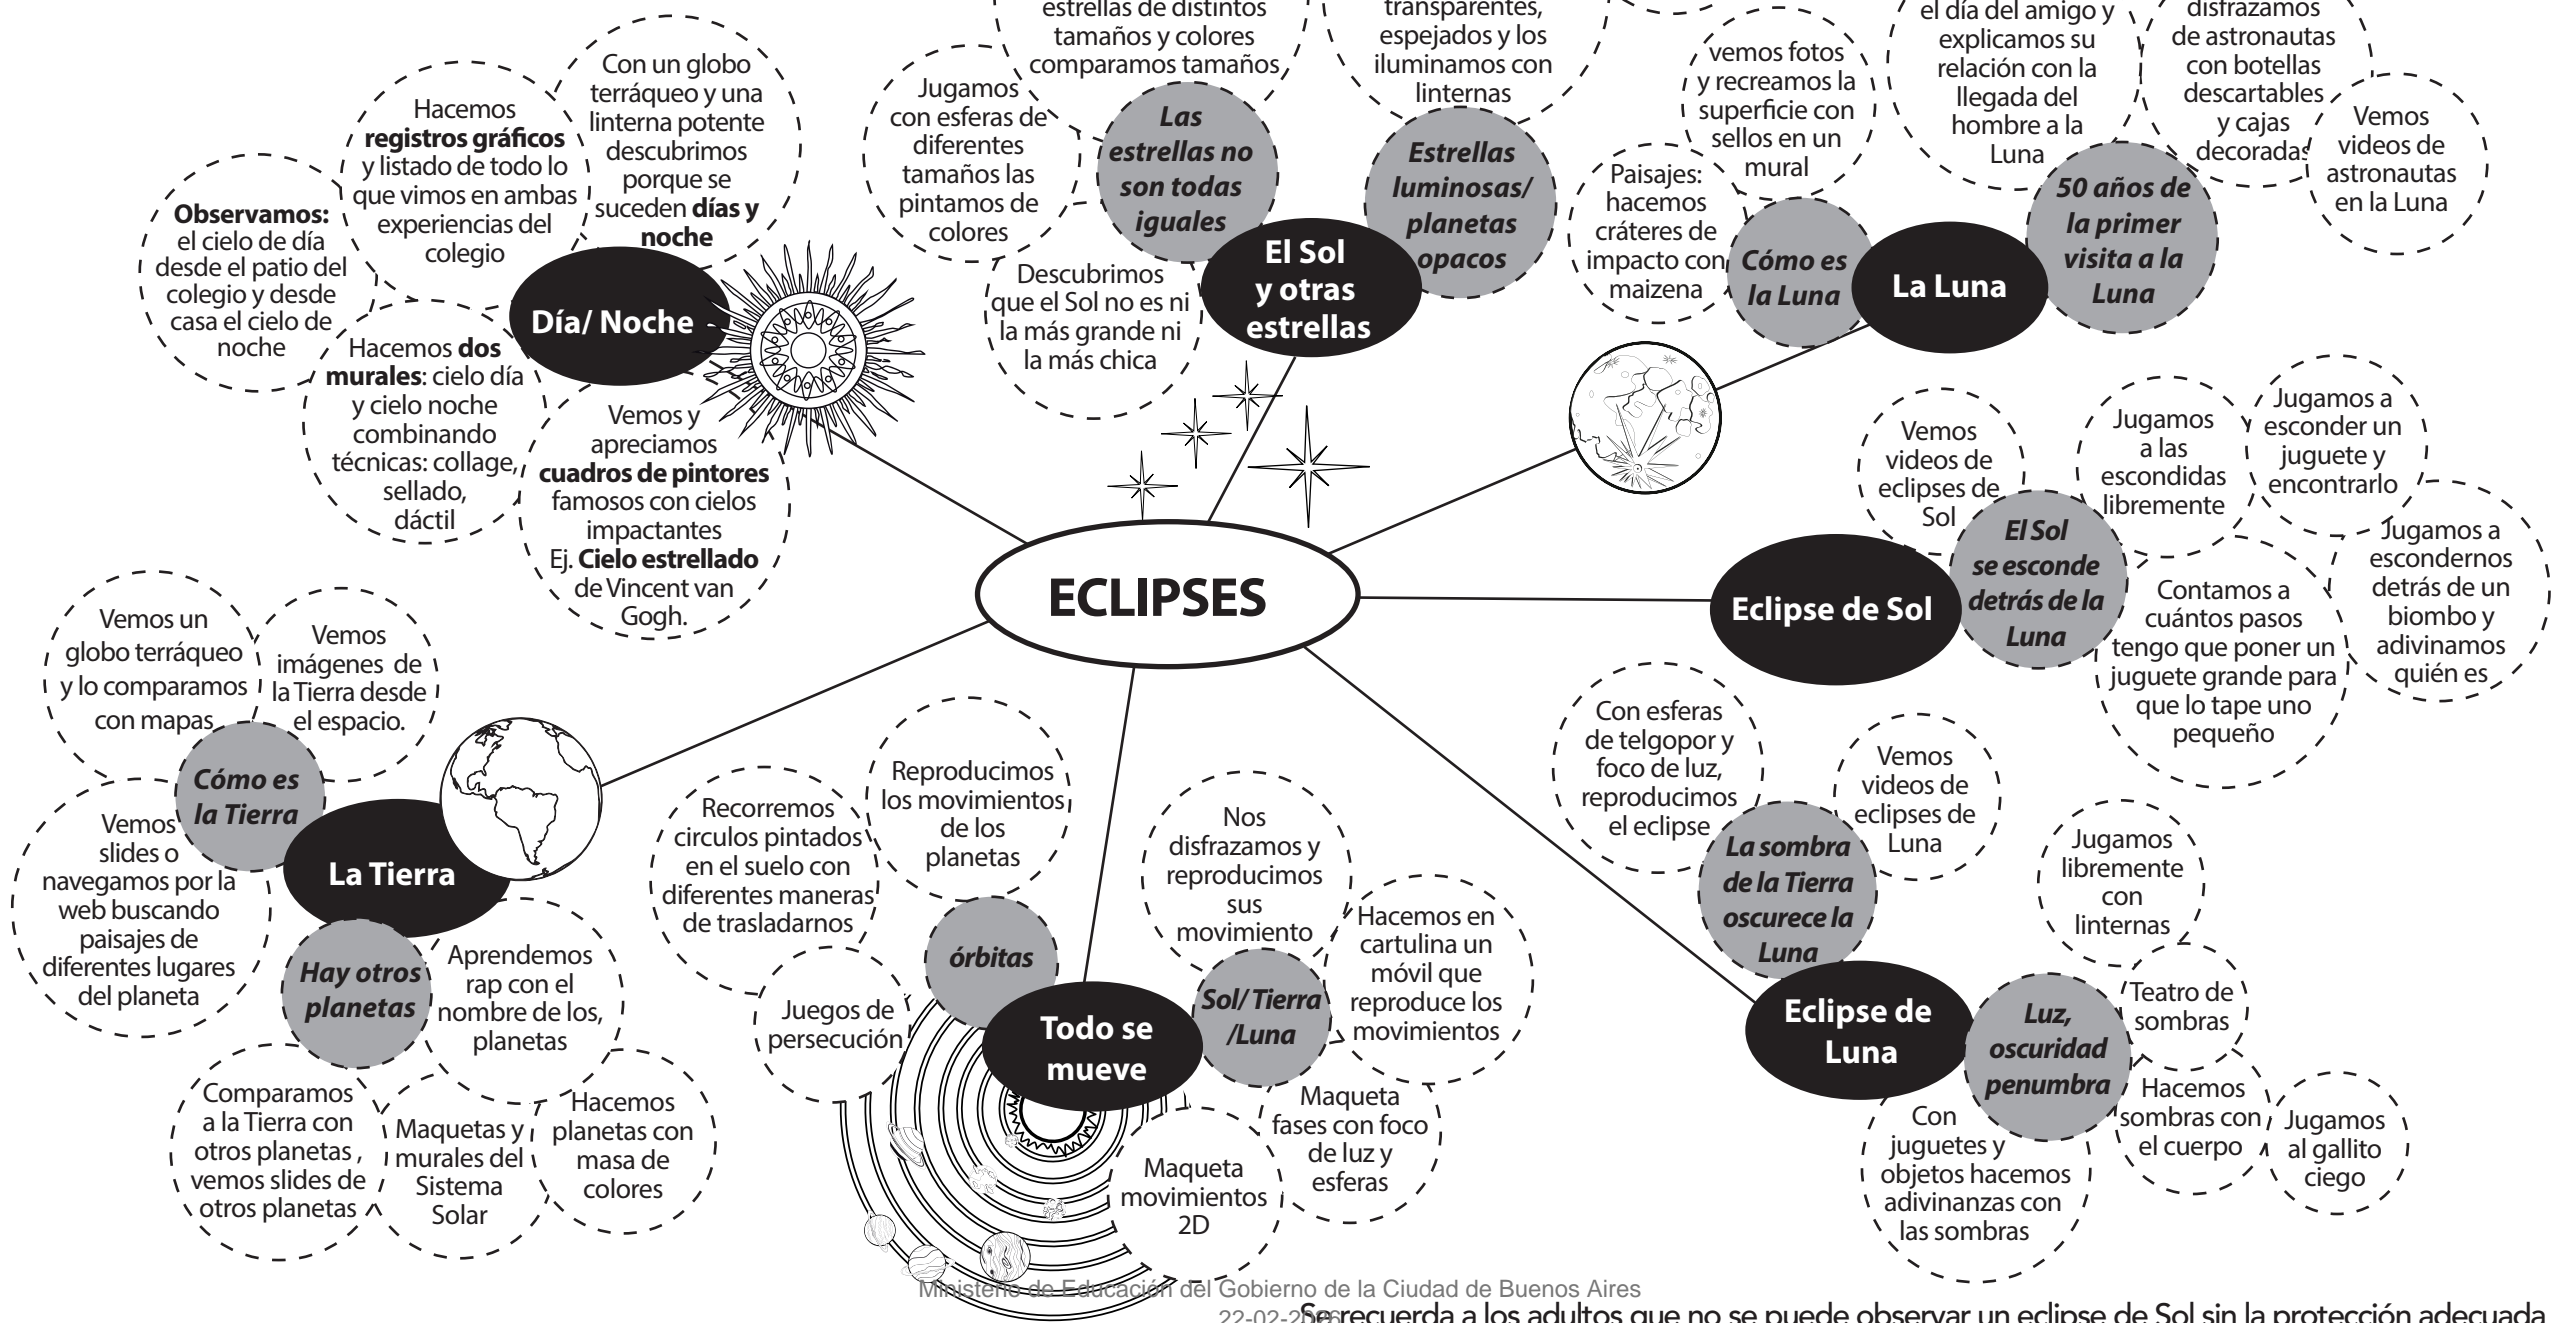 Con un globo
terráqueo y una
linterna potente
descubrimos
porque se
suceden días y
noche
Hacemos
registros gráficos
y listado de todo lo
que vimos en ambas
experiencias del
colegio
Observamos:
el cielo de día
desde el patio del
colegio y desde
casa el cielo de
noche
Día/ Noche
Hacemos dos
murales: cielo día
y cielo noche
combinando
técnicas: collage,
sellado,
dáctil
Vemos y
apreciamos
cuadros de pintores
famosos con cielos
impactantes
Ej. Cielo estrellado
de Vincent van
Gogh.
estrellas de distintos
tamaños y colores
comparamos tamaños
Jugamos
con esferas de
diferentes
tamaños las
pintamos de
colores
Las
estrellas no
son todas
iguales
Descubrimos
que el Sol no es ni
la más grande ni
la más chica
transparentes,
espejados y los
iluminamos con
linternas
Estrellas
luminosas/
planetas
opacos
El Sol
y otras
estrellas
vemos fotos
y recreamos la
superficie con
sellos en un
mural
Paisajes:
hacemos
cráteres de
impacto con
maizena
Cómo es
la Luna
La Luna
el día del amigo y
explicamos su
relación con la
llegada del
hombre a la
Luna
disfrazamos
de astronautas
con botellas
descartables
y cajas
decoradas
Vemos
videos de
astronautas
en la Luna
50 años de
la primer
visita a la
Luna
ECLIPSES
Vemos
videos de
eclipses de
Sol
Jugamos
a las
escondidas
libremente
Jugamos a
esconder un
juguete y
encontrarlo
Jugamos a
escondernos
detrás de un
biombo y
adivinamos
quién es
El Sol
se esconde
detrás de la
Luna
Eclipse de Sol
Contamos a
cuántos pasos
tengo que poner un
juguete grande para
que lo tape uno
pequeño
Vemos un
globo terráqueo
y lo comparamos
con mapas
Vemos
imágenes de
la Tierra desde
el espacio.
Cómo es
la Tierra
Vemos
slides o
navegamos por la
web buscando
paisajes de
diferentes lugares
del planeta
La Tierra
Hay otros
planetas
Aprendemos
rap con el
nombre de los,
planetas
Comparamos
a la Tierra con
otros planetas ,
vemos slides de
otros planetas
Maquetas y
murales del
Sistema
Solar
Hacemos
planetas con
masa de
colores
Recorremos
circulos pintados
en el suelo con
diferentes maneras
de trasladarnos
Reproducimos
los movimientos
de los
planetas
Juegos de
persecución
órbitas
Todo se
mueve
Nos
disfrazamos y
reproducimos
sus
movimiento
Sol/ Tierra
/Luna
Hacemos en
cartulina un
móvil que
reproduce los
movimientos
Maqueta
fases con foco
de luz y
esferas
Maqueta
movimientos
2D
Con esferas
de telgopor y
foco de luz,
reproducimos
el eclipse
Vemos
videos de
eclipses de
Luna
La sombra
de la Tierra
oscurece la
Luna
Eclipse de
Luna
Luz,
oscuridad
penumbra
Jugamos
libremente
con
linternas
Teatro de
sombras
Hacemos
sombras con
el cuerpo
Jugamos
al gallito
ciego
Con
juguetes y
objetos hacemos
adivinanzas con
las sombras
Ministerio de Educación del Gobierno de la Ciudad de Buenos Aires
22-02-2026
Se recuerda a los adultos que no se puede observar un eclipse de Sol sin la protección adecuada